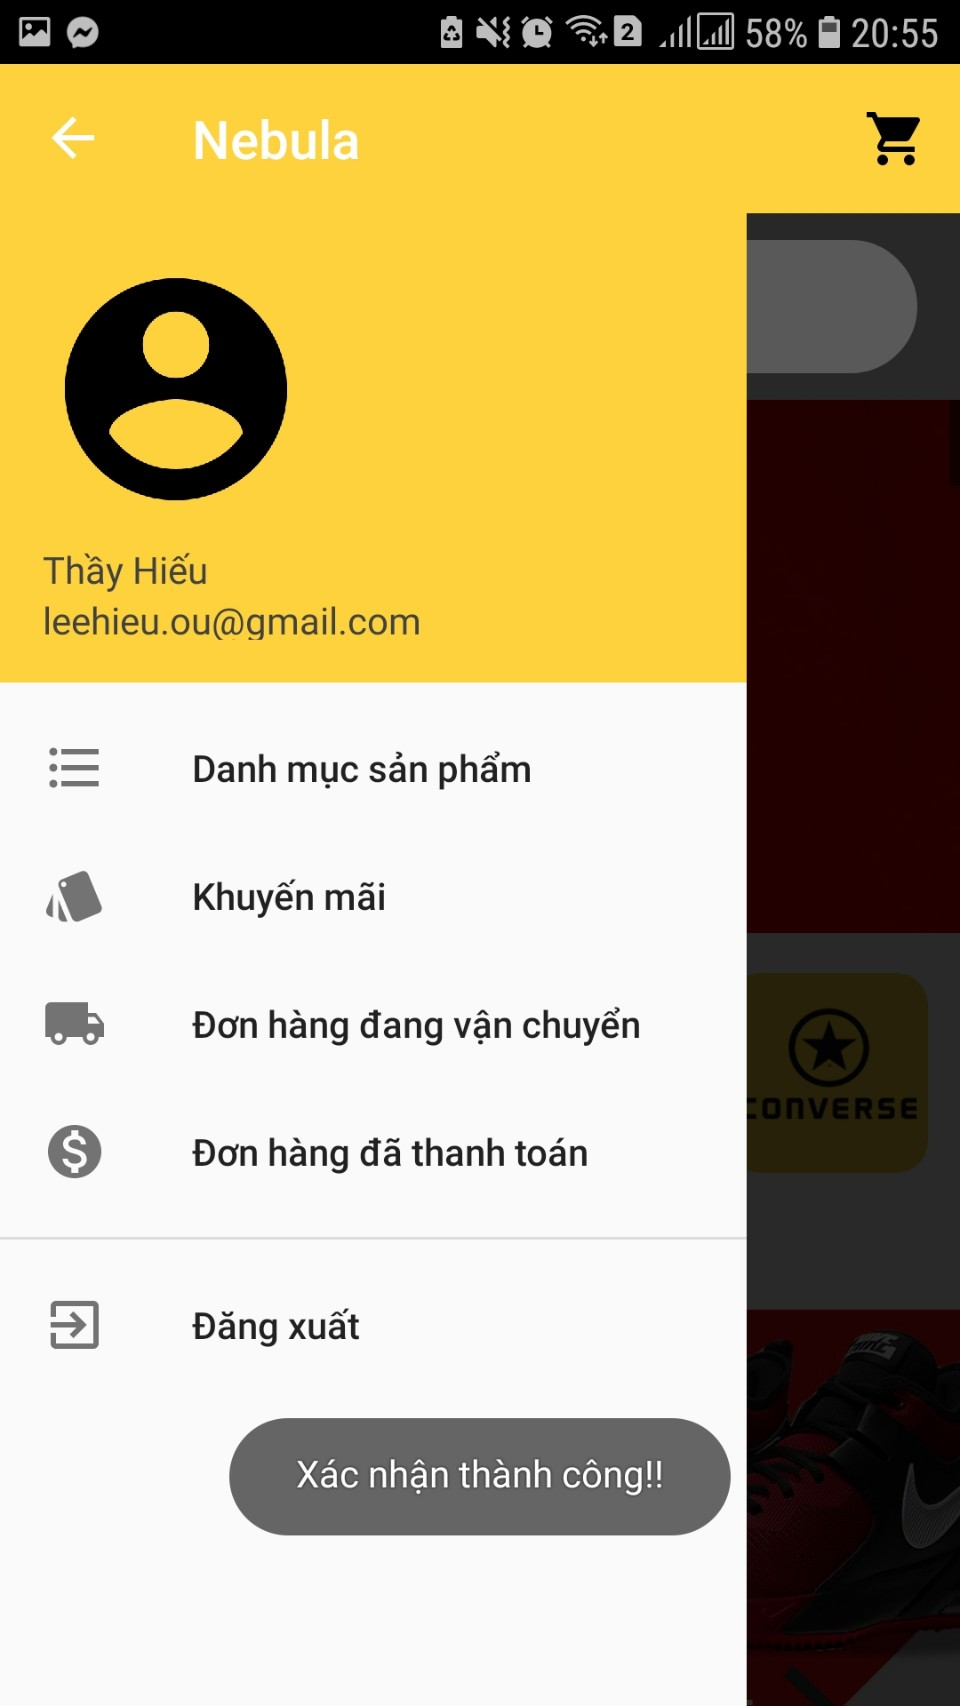 2 58% 20:55
Nebula
Thầy Hiếu
leehieu.ou@gmail.com
Danh mục sản phẩm
Khuyến mãi
Đơn hàng đang vận chuyển
CONVERSE
Đơn hàng đã thanh toán
Đăng xuất
Xác nhận thành công!!